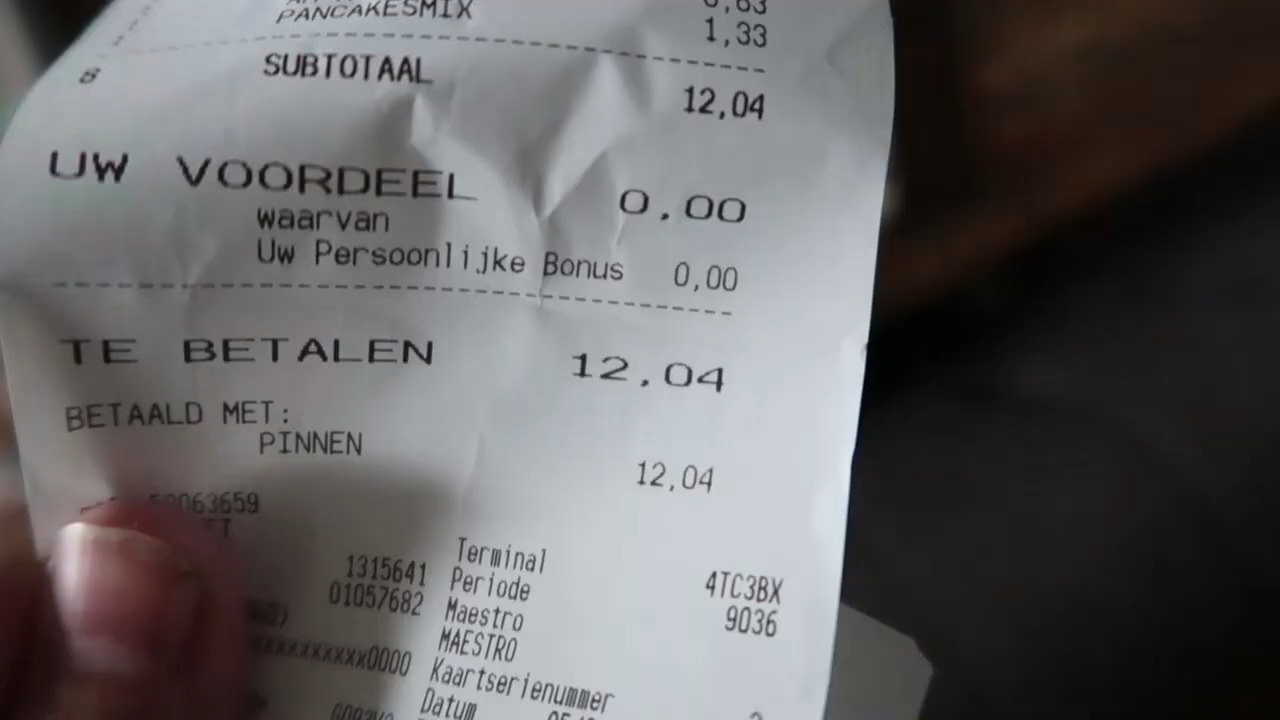 PANCAKESMIX 1,33
8 SUBTOTAAL 12,04
UW VOORDEEL 0,00
waarvan
Uw Persoonlijke Bonus 0,00
TE BETALEN 12,04
BETAALD MET:
PINNEN 12,04
1315641 Terminal 4TC3BX
01057682 Periode 9036
Maestro
xxxxxxxxxx0000 MAESTRO
Kaartserienummer
Datum